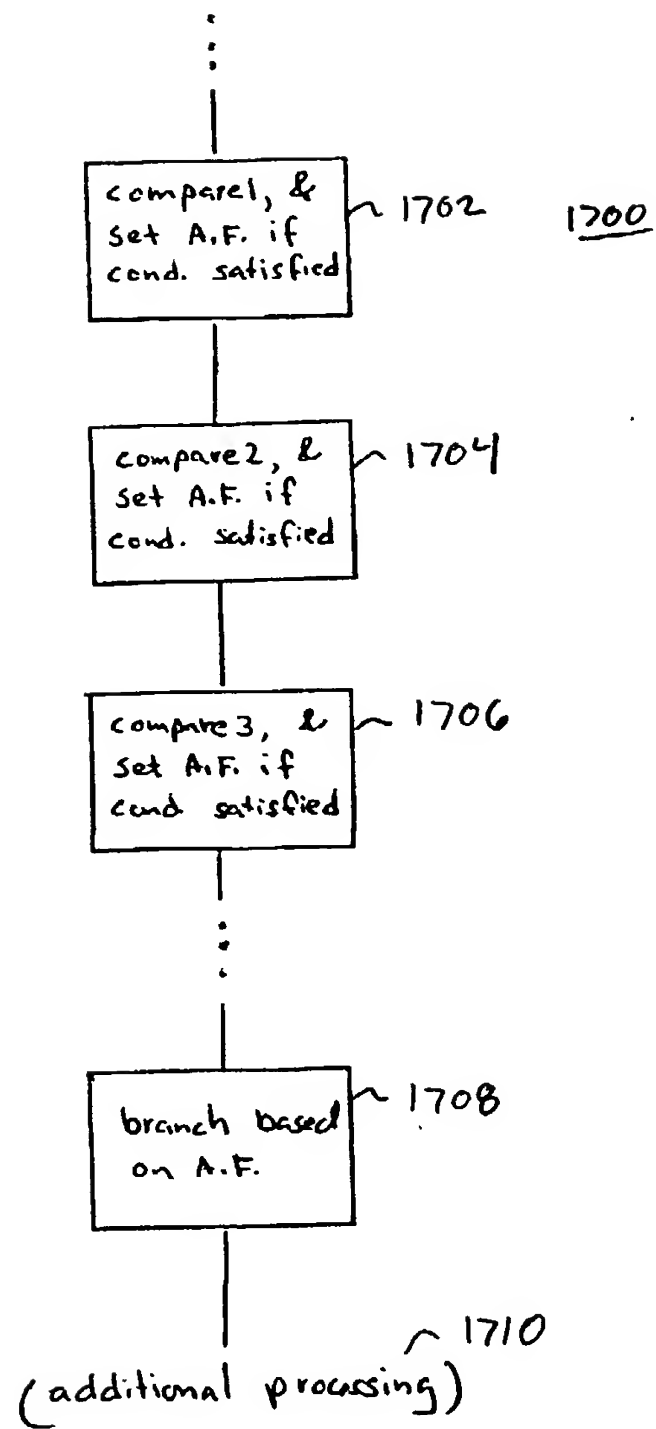 compare1, &
set A.F. if
cond. satisfied
1702
1700
compare2, &
set A.F. if
cond. satisfied
1704
compare3, &
set A.F. if
cond. satisfied
1706
branch based
on A.F.
1708
1710
(additional processing)